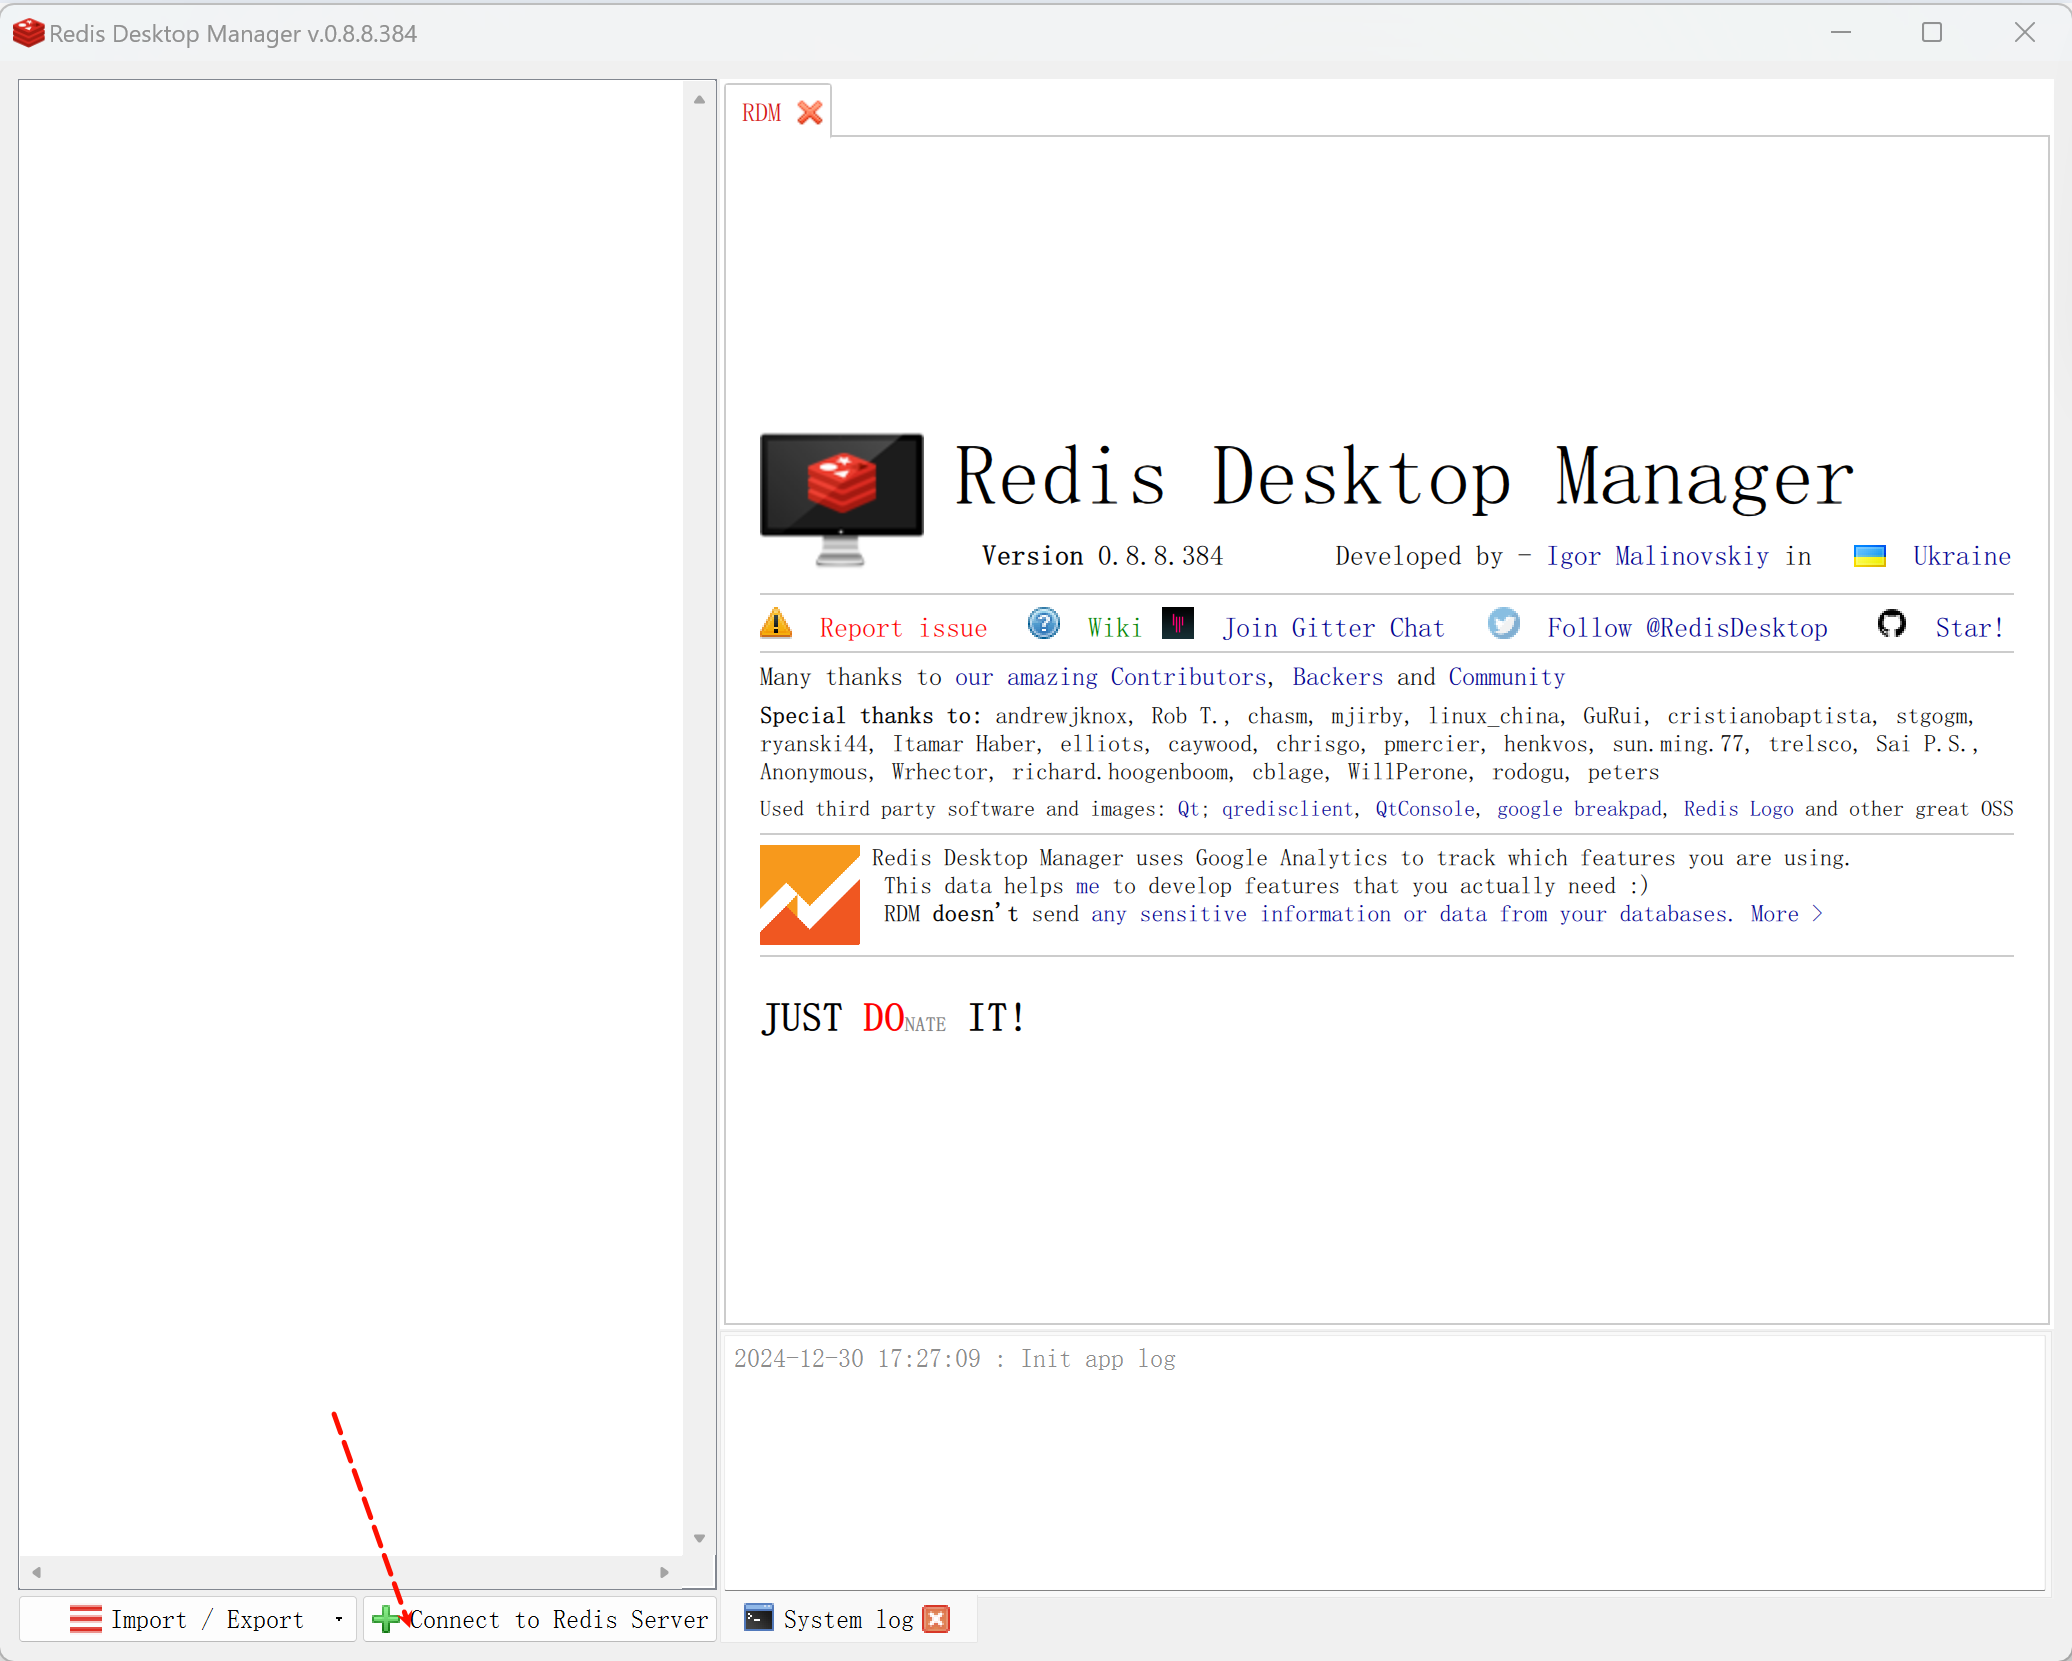 Redis Desktop Manager v.0.8.8.384
RDM
Redis Desktop Manager
Version 0.8.8.384 Developed by - Igor Malinovskiy in Ukraine
Report issue Wiki Join Gitter Chat Follow @RedisDesktop Star!
Many thanks to our amazing Contributors, Backers and Community
Special thanks to: andrewjknox, Rob T., chasm, mjirby, linux_china, GuRui, cristianobaptista, stgogm,
ryanski44, Itamar Haber, elliots, caywood, chrisgo, pmercier, henkvos, sun.ming.77, trelsco, Sai P.S.,
Anonymous, Wrhector, richard.hoogenboom, cblage, WillPerone, rodogu, peters
Used third party software and images: Qt; qredisclient, QtConsole, google breakpad, Redis Logo and other great OSS
Redis Desktop Manager uses Google Analytics to track which features you are using.
This data helps me to develop features that you actually need :)
RDM doesn't send any sensitive information or data from your databases. More >
JUST DONATE IT!
2024-12-30 17:27:09 : Init app log
Import / Export Connect to Redis Server System log